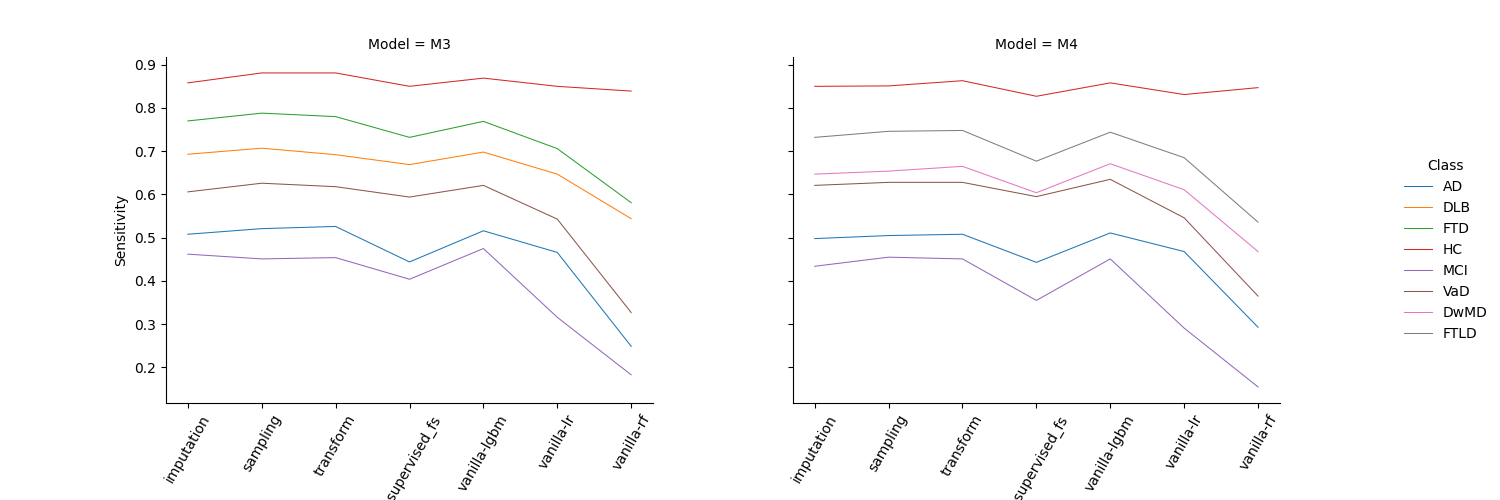 Model = M3
Model = M4
Sensitivity
0.9
0.8
0.7
0.6
0.5
0.4
0.3
0.2
imputation
sampling
transform
supervised_fs
vanilla-lgbm
vanilla-lr
vanilla-rf
imputation
sampling
transform
supervised_fs
vanilla-lgbm
vanilla-lr
vanilla-rf
Class
AD
DLB
FTD
HC
MCI
VaD
DwMD
FTLD